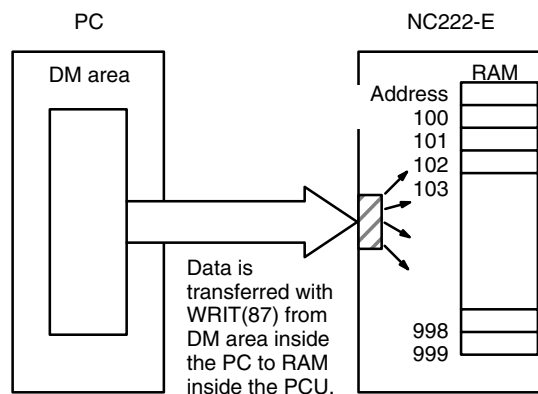 PC
NC222-E
DM area
RAM
Address
100
101
102
103
Data is
transferred with
WRIT(87) from
DM area inside
the PC to RAM
inside the PCU.
998
999